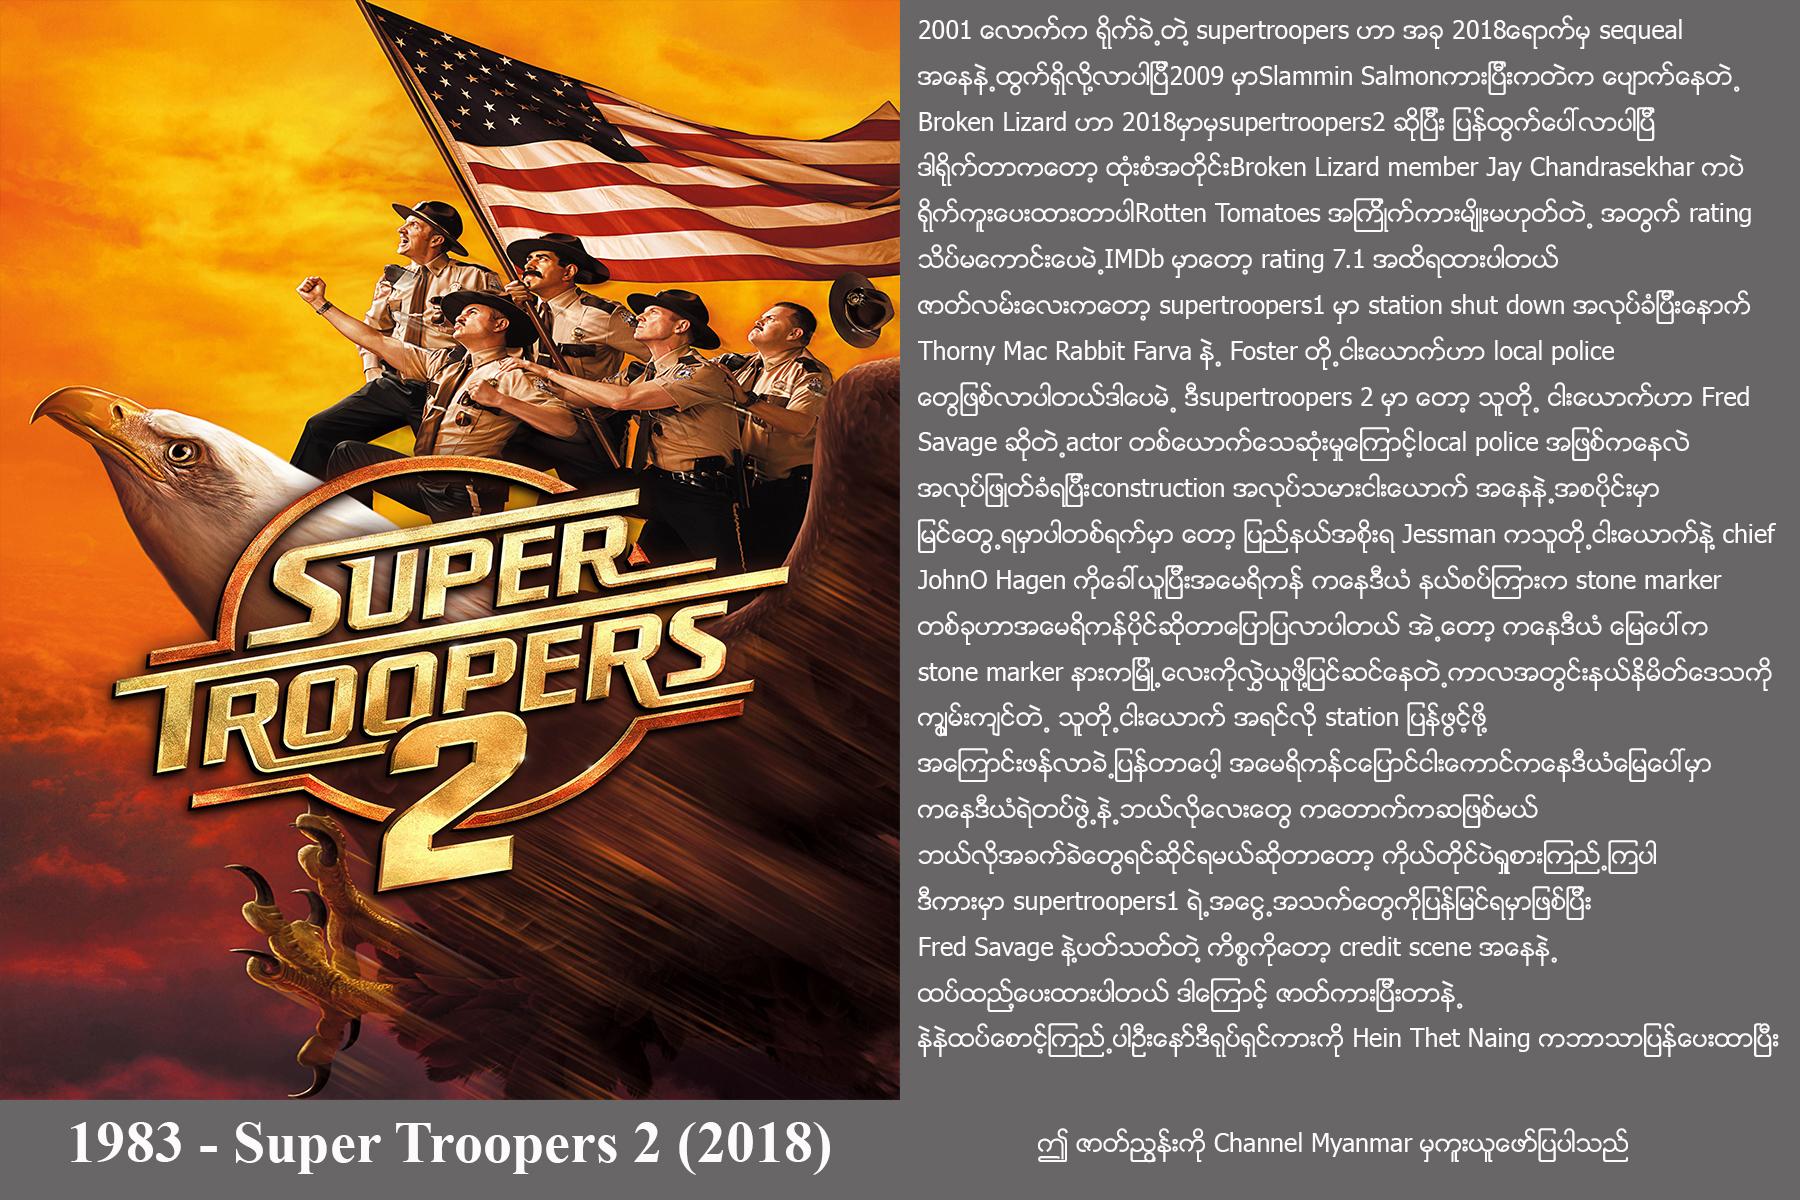 SUPER
TROOPERS
2
1983 - Super Troopers 2 (2018)
2001 လောက်က ရိုက်ခဲ့တဲ့ supertroopers ဟာ အခု 2018ရောက်မှ sequeal
အနေနဲ့ထွက်ရှိလို့လာပါပြီ2009 မှာSlammin Salmonကားပြီးကတဲက ပျောက်နေတဲ့
Broken Lizard ဟာ 2018မှာမှsupertroopers2 ဆိုပြီး ပြန်ထွက်ပေါ်လာပါပြီ
ဒါရိုက်တာကတော့ ထုံးစံအတိုင်းBroken Lizard member Jay Chandrasekhar ကပဲ
ရိုက်ကူးပေးထားတာပါRotten Tomatoes အကြိုက်ကားမျိုးမဟုတ်တဲ့ အတွက် rating
သိပ်မကောင်းပေမဲ့IMDb မှာတော့ rating 7.1 အထိရထားပါတယ်
ဇာတ်လမ်းလေးကတော့ supertroopers1 မှာ station shut down အလုပ်ခံပြီးနောက်
Thorny Mac Rabbit Farva နဲ့ Foster တို့ငါးယောက်ဟာ local police
တွေဖြစ်လာပါတယ်ဒါပေမဲ့ ဒီsupertroopers 2 မှာ တော့ သူတို့ ငါးယောက်ဟာ Fred
Savage ဆိုတဲ့actor တစ်ယောက်သေဆုံးမှုကြောင့်local police အဖြစ်ကနေလဲ
အလုပ်ဖြုတ်ခံရပြီးconstruction အလုပ်သမားငါးယောက် အနေနဲ့အစပိုင်းမှာ
မြင်တွေ့ရမှာပါတစ်ရက်မှာ တော့ ပြည်နယ်အစိုးရ Jessman ကသူတို့ငါးယောက်နဲ့ chief
JohnO Hagen ကိုခေါ်ယူပြီးအမေရိကန် ကနေဒီယံ နယ်စပ်ကြားက stone marker
တစ်ခုဟာအမေရိကန်ပိုင်ဆိုတာပြောပြလာပါတယ် အဲ့တော့ ကနေဒီယံ မြေပေါ်က
stone marker နားကမြို့လေးကိုလွှဲယူဖို့ပြင်ဆင်နေတဲ့ကာလအတွင်းနယ်နိမိတ်ဒေသကို
ကျွမ်းကျင်တဲ့ သူတို့ငါးယောက် အရင်လို station ပြန်ဖွင့်ဖို့
အကြောင်းဖန်လာခဲ့ပြန်တာပေါ့ အမေရိကန်ငပြောင်ငါးကောင်ကနေဒီယံမြေပေါ်မှာ
ကနေဒီယံရဲတပ်ဖွဲ့နဲ့ဘယ်လိုလေးတွေ ကတောက်ကဆဖြစ်မယ်
ဘယ်လိုအခက်ခဲတွေရင်ဆိုင်ရမယ်ဆိုတာတော့ ကိုယ်တိုင်ပဲရှုစားကြည့်ကြပါ
ဒီကားမှာ supertroopers1 ရဲ့အငွေ့အသက်တွေကိုပြန်မြင်ရမှာဖြစ်ပြီး
Fred Savage နဲ့ပတ်သတ်တဲ့ ကိစ္စကိုတော့ credit scene အနေနဲ့
ထပ်ထည့်ပေးထားပါတယ် ဒါကြောင့် ဇာတ်ကားပြီးတာနဲ့
နဲနဲထပ်စောင့်ကြည့်ပါဦးနော်ဒီရုပ်ရှင်ကားကို Hein Thet Naing ကဘာသာပြန်ပေးထာပြီး
ဤ ဇာတ်ညွှန်းကို Channel Myanmar မှကူးယူဖော်ပြပါသည်